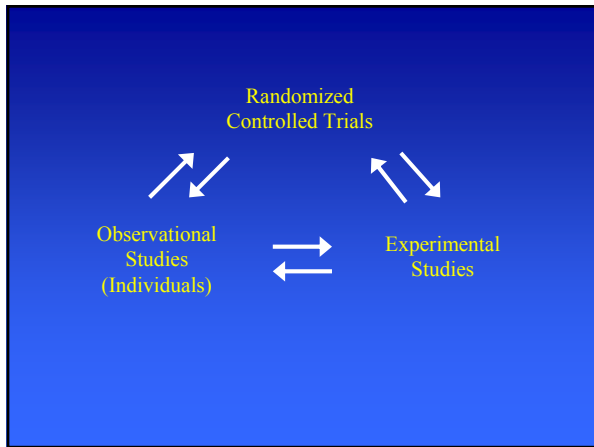 Randomized
Controlled Trials
Observational
Studies
(Individuals)
Experimental
Studies